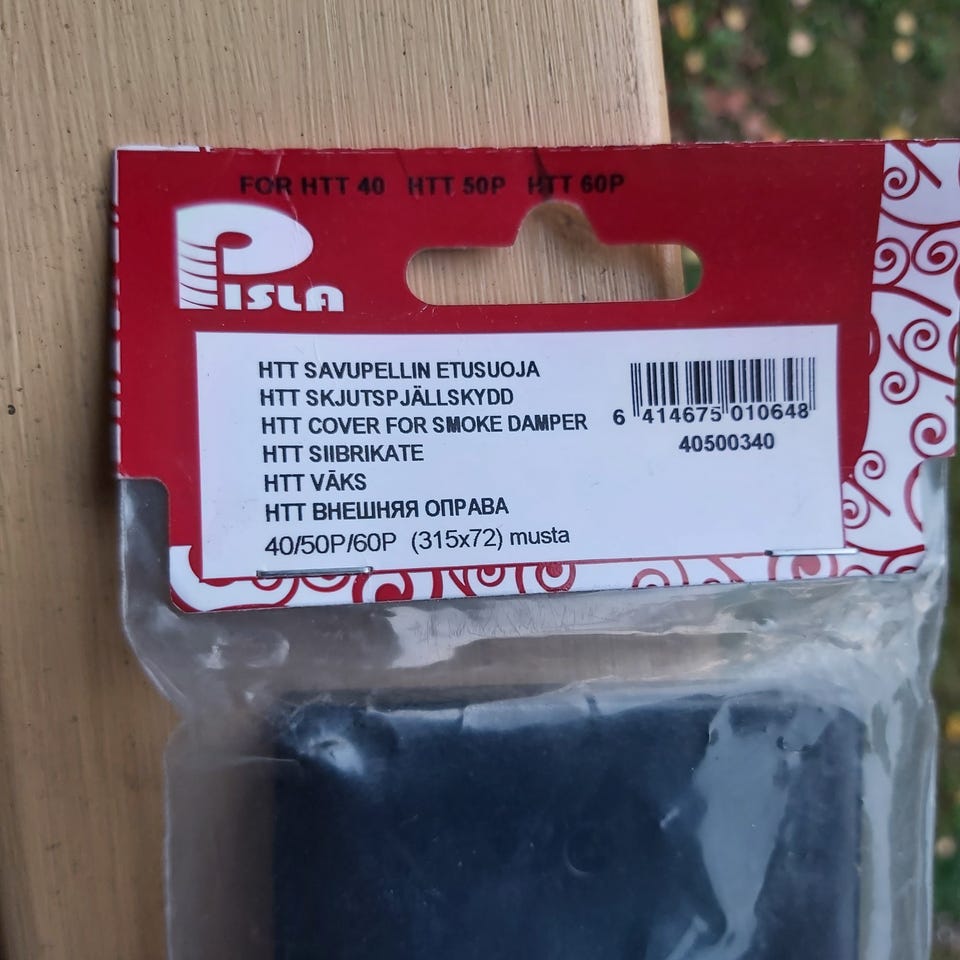 FOR HTT 40 HTT 50P HTT 60P
PISLA
HTT SAVUPELLIN ETUSUOJA
HTT SKJUTSPJÄLLSKYDD
HTT COVER FOR SMOKE DAMPER
HTT SIIBRIKATE
HTT VĀKS
HTT ВНЕШНЯЯ ОПРАВА
40/50P/60P (315x72) musta
6 414675 010648
40500340